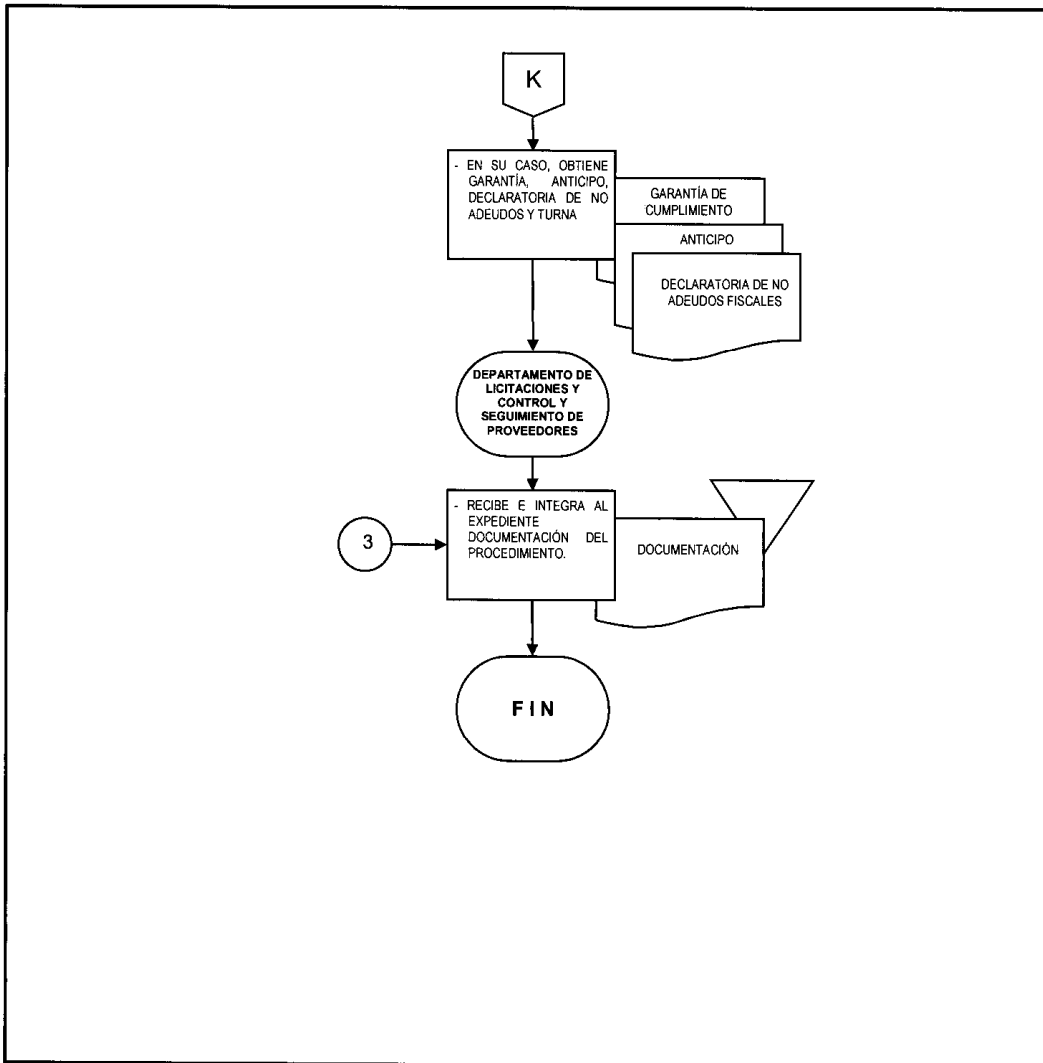 K
- EN SU CASO, OBTIENE
GARANTÍA, ANTICIPO,
DECLARATORIA DE NO
ADEUDOS Y TURNA
GARANTÍA DE
CUMPLIMIENTO
ANTICIPO
DECLARATORIA DE NO
ADEUDOS FISCALES
DEPARTAMENTO DE
LICITACIONES Y
CONTROL Y
SEGUIMIENTO DE
PROVEEDORES
3
- RECIBE E INTEGRA AL
EXPEDIENTE
DOCUMENTACIÓN DEL
PROCEDIMIENTO.
DOCUMENTACIÓN
F I N